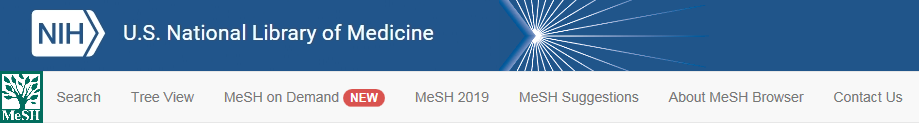 NIH U.S. National Library of Medicine
MeSH Search Tree View MeSH on Demand NEW MeSH 2019 MeSH Suggestions About MeSH Browser Contact Us